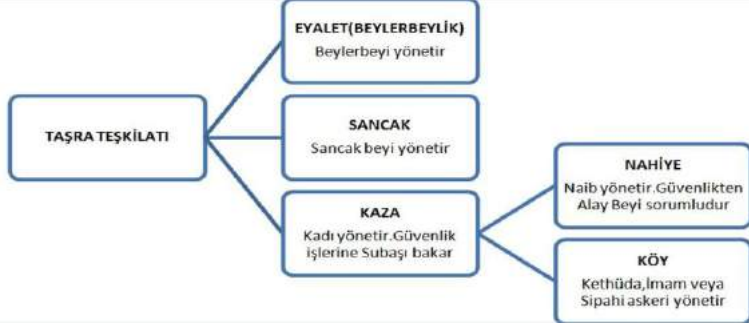 TAŞRA TEŞKİLATI
EYALET(BEYLERBEYLİK)
Beylerbeyi yönetir
SANCAK
Sancak beyi yönetir
KAZA
Kadı yönetir.Güvenlik
işlerine Subaşı bakar
NAHİYE
Naib yönetir.Güvenlikten
Alay Beyi sorumludur
KÖY
Kethüda,İmam veya
Sipahi askeri yönetir